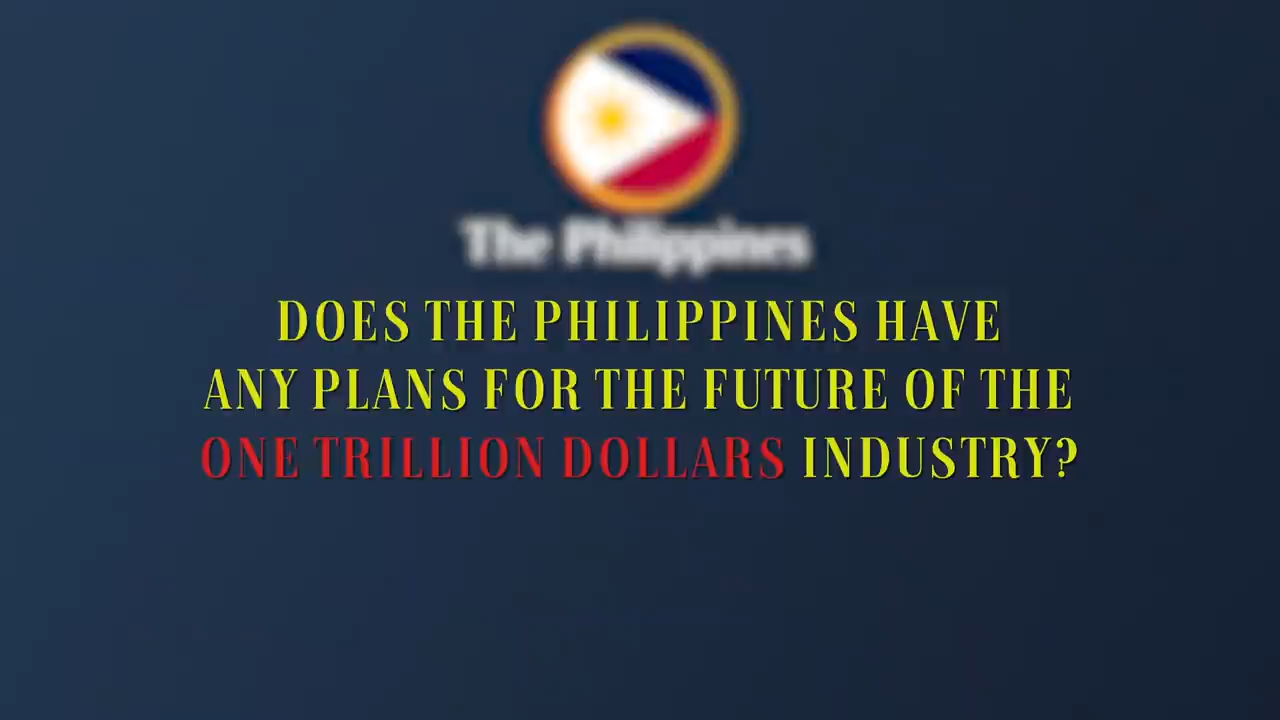 The Philippines
DOES THE PHILIPPINES HAVE
ANY PLANS FOR THE FUTURE OF THE
ONE TRILLION DOLLARS INDUSTRY?